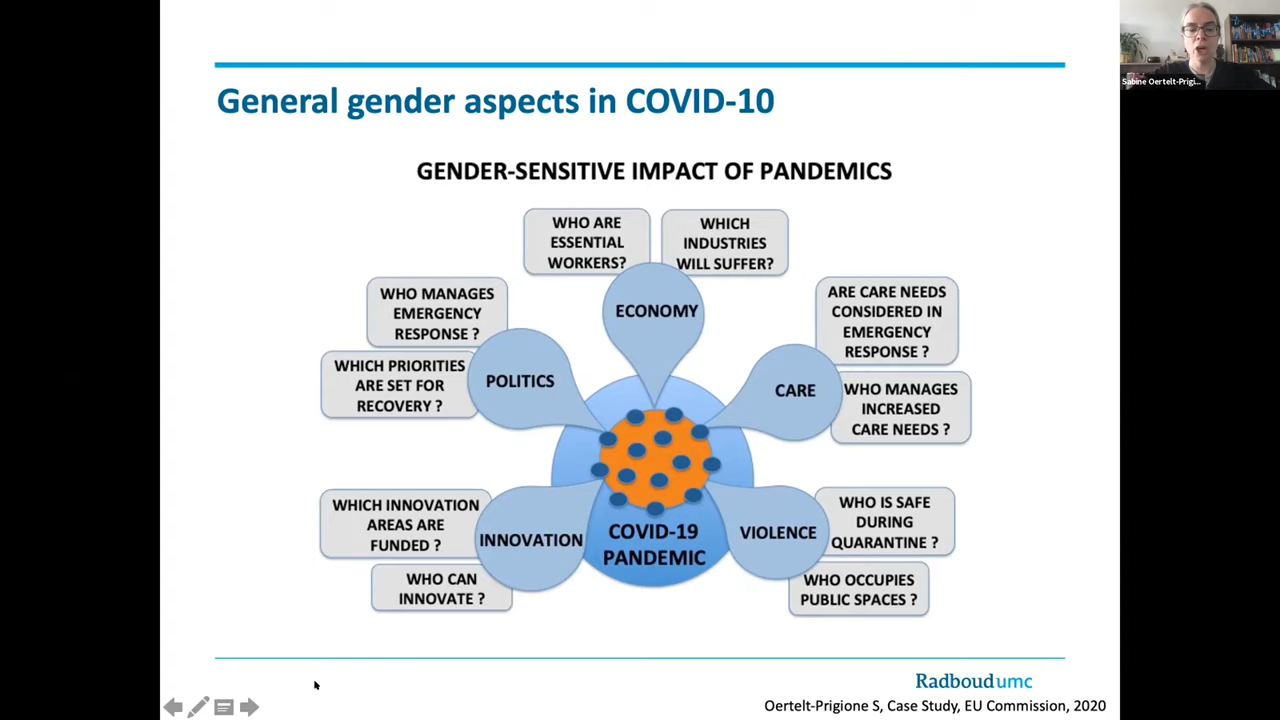 Sabine Oertelt-Prigi...
General gender aspects in COVID-10
GENDER-SENSITIVE IMPACT OF PANDEMICS
WHO ARE
ESSENTIAL
WORKERS?
WHICH
INDUSTRIES
WILL SUFFER?
ECONOMY
WHO MANAGES
EMERGENCY
RESPONSE ?
WHICH PRIORITIES
ARE SET FOR
RECOVERY ?
POLITICS
ARE CARE NEEDS
CONSIDERED IN
EMERGENCY
RESPONSE ?
CARE
WHO MANAGES
INCREASED
CARE NEEDS ?
WHICH INNOVATION
AREAS ARE
FUNDED ?
INNOVATION
WHO CAN
INNOVATE ?
COVID-19
PANDEMIC
VIOLENCE
WHO IS SAFE
DURING
QUARANTINE ?
WHO OCCUPIES
PUBLIC SPACES ?
Radboudumc
Oertelt-Prigione S, Case Study, EU Commission, 2020